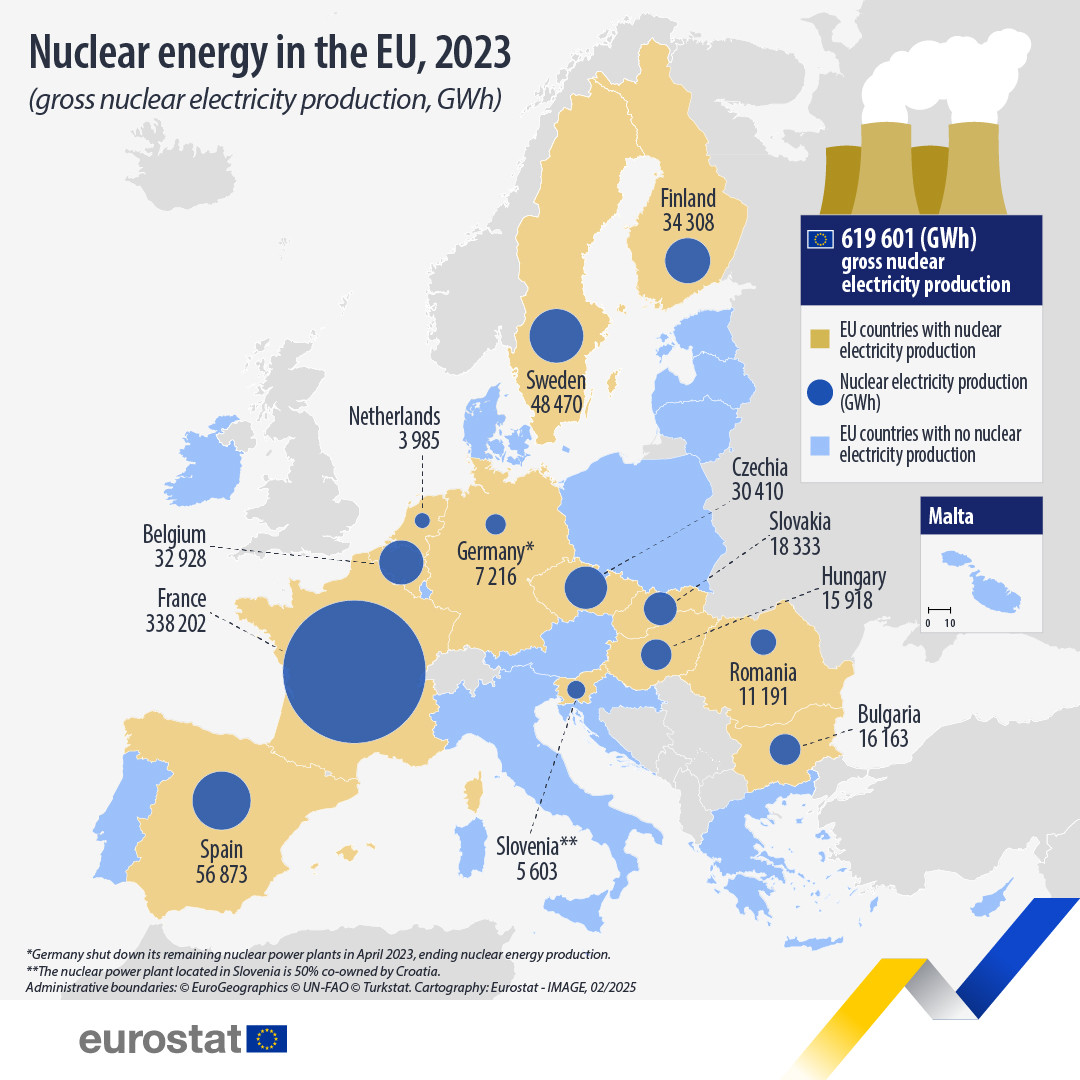 Nuclear energy in the EU, 2023
(gross nuclear electricity production, GWh)
619 601 (GWh)
gross nuclear
electricity production
EU countries with nuclear
electricity production
Nuclear electricity production
(GWh)
EU countries with no nuclear
electricity production
Malta
0 10
Finland
34 308
Sweden
48 470
Netherlands
3 985
Czechia
30 410
Slovakia
18 333
Belgium
32 928
Germany*
7 216
Hungary
15 918
France
338 202
Romania
11 191
Bulgaria
16 163
Spain
56 873
Slovenia**
5 603
*Germany shut down its remaining nuclear power plants in April 2023, ending nuclear energy production.
**The nuclear power plant located in Slovenia is 50% co-owned by Croatia.
Administrative boundaries: © EuroGeographics © UN-FAO © Turkstat. Cartography: Eurostat - IMAGE, 02/2025
eurostat